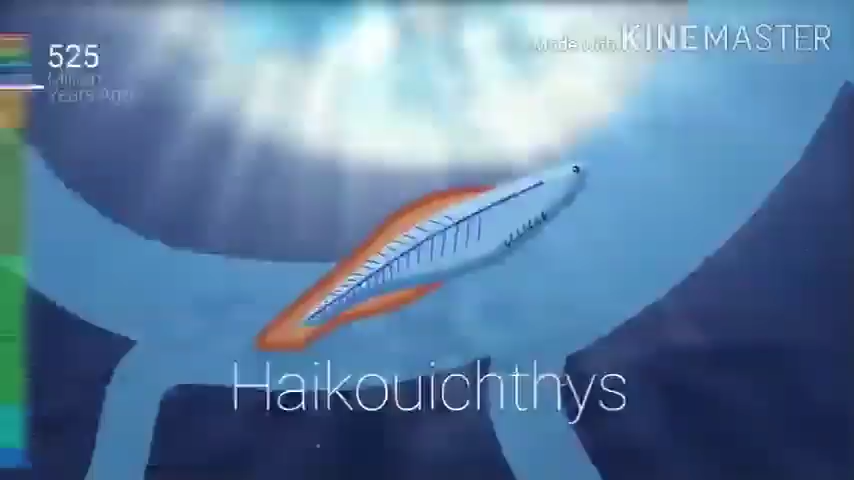 525
Million
Years Ago
Made with KINEMASTER
Haikouichthys